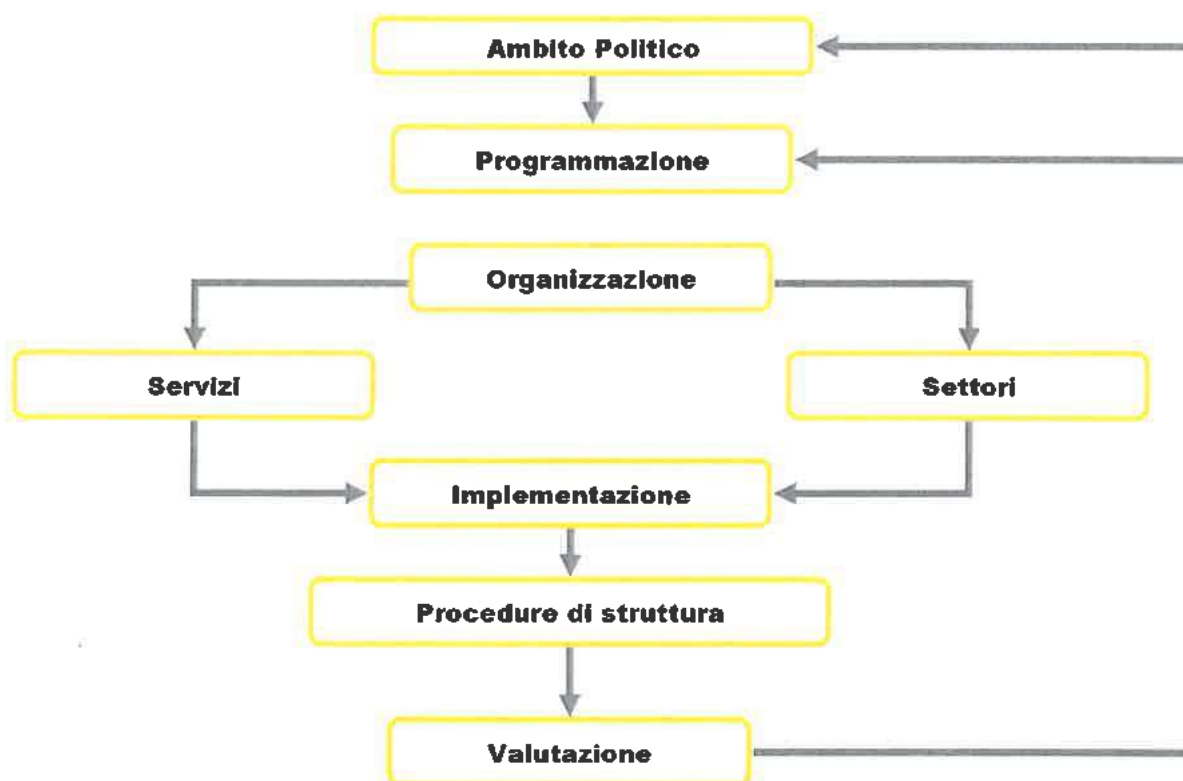 Ambito Politico
Programmazione
Organizzazione
Servizi
Settori
Implementazione
Procedure di struttura
Valutazione